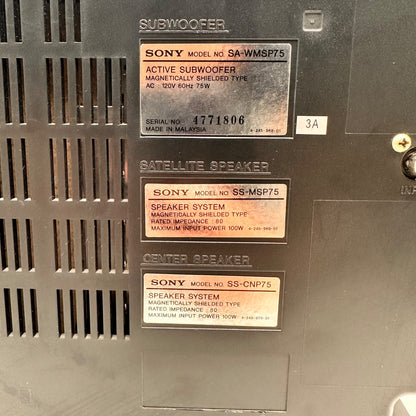 SUBWOOFER
SONY MODEL NO. SA-WMSP75
ACTIVE SUBWOOFER
MAGNETICALLY SHIELDED TYPE
AC : 120V 60Hz 75W
SERIAL NO. 4771806
MADE IN MALAYSIA
3A
SATELLITE SPEAKER
SONY MODEL NO. SS-MSP75
SPEAKER SYSTEM
MAGNETICALLY SHIELDED TYPE
RATED IMPEDANCE : 8Ω
MAXIMUM INPUT POWER 100W
CENTER SPEAKER
SONY MODEL NO. SS-CNP75
SPEAKER SYSTEM
MAGNETICALLY SHIELDED TYPE
RATED IMPEDANCE : 8Ω
MAXIMUM INPUT POWER 100W